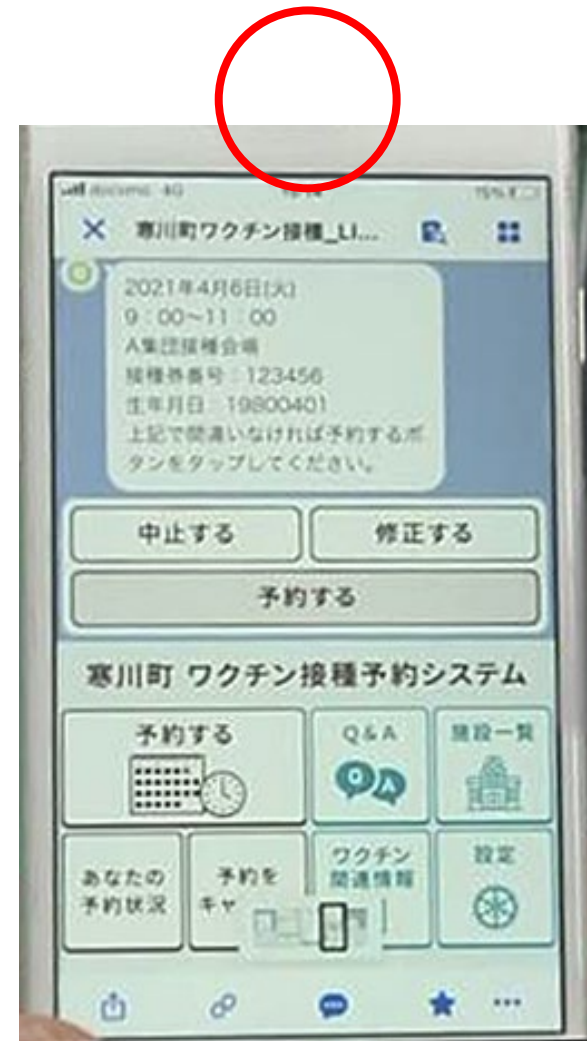 docomo 4G
15%
寒川町ワクチン接種_LI...
2021年4月6日(火)
9:00~11:00
A集団接種会場
接種券番号:123456
生年月日:19800401
上記で間違いなければ予約するボ
タンをタップしてください。
中止する
修正する
予約する
寒川町 ワクチン接種予約システム
予約する
Q&A
施設一覧
Q A
あなたの
予約状況
予約を
キャ
ワクチン
関連情報
設定